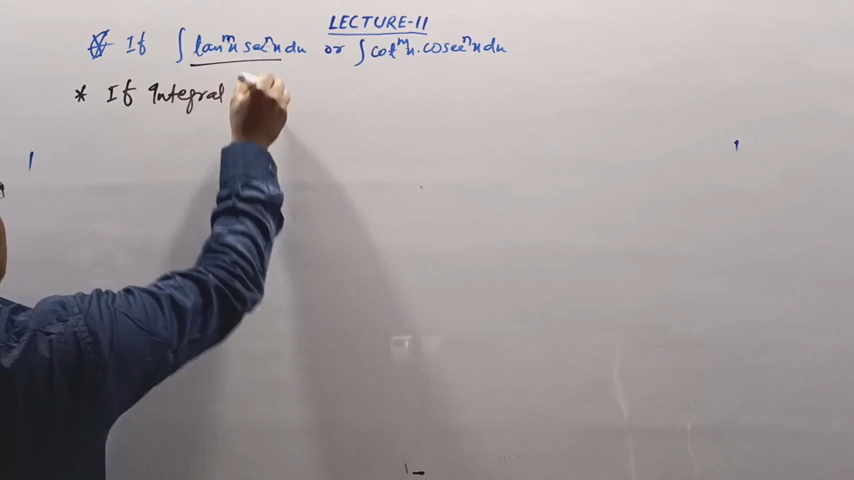 LECTURE-11
If ∫ tanᵐx secⁿx dx or ∫ cotᵐx . cosecⁿx dx
* If Integral